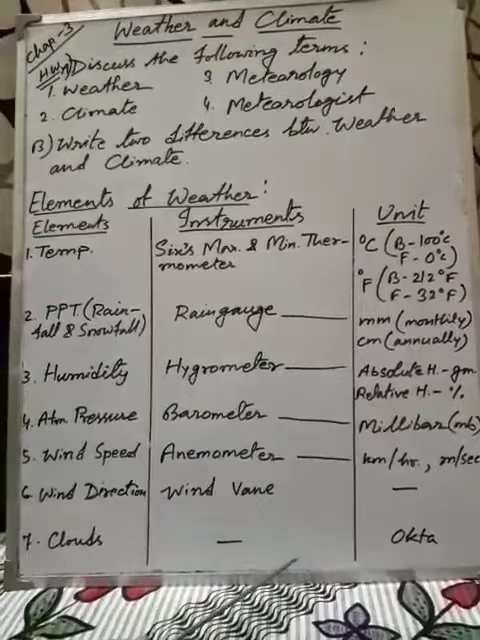 Chap-3
Weather and Climate
HW A) Discuss the following terms:
1. Weather 3 Meteorology
2. Climate 4. Meteorologist
B) Write two differences btw. Weather
and Climate.
Elements of Weather:
Elements Instruments Unit
1. Temp. Six's Max. & Min. Ther- °C (B-100°C
mometer F-0°C)
°F (B-212°F
F-32°F)
2. PPT. (Rain- Raingauge — mm (monthly)
fall & Snowfall) cm (annually)
3. Humidity Hygrometer — Absolute H.-gm
Relative H.-%
4. Atm. Pressure Barometer — Millibar (mb)
5. Wind Speed Anemometer — km/hr., m/sec
6 Wind Direction Wind Vane —
7. Clouds — Okta